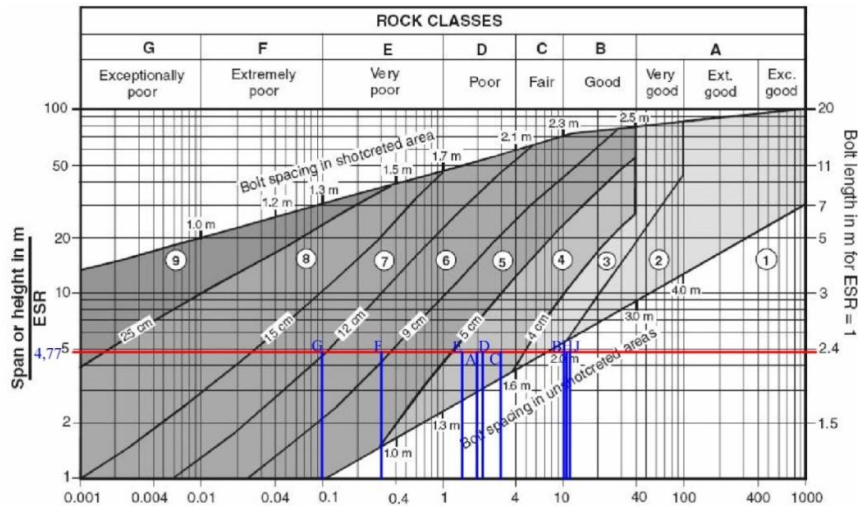 ROCK CLASSES
G F E D C B A
Exceptionally poor Extremely poor Very poor Poor Fair Good Very good Ext. good Exc. good
100 20
2.5 m
2.3 m
2.1 m
1.7 m
1.5 m
1.3 m
1.2 m
1.0 m
Bolt spacing in shotcreted area
50 11
7
20 5
9 8 7 6 5 4 3 2 1
10 3
4.0 m
3.0 m
25 cm 15 cm 12 cm 9 cm 5 cm 4 cm
G F D B J
5 2.4
4,77
A C 2.0 m
1.6 m
Bolt spacing in unshotcreted areas
2 1.5
1.3 m
1.0 m
1
0.001 0.004 0.01 0.04 0.1 0.4 1 4 10 40 100 400 1000
Span or height in m
ESR
Bolt length in m for ESR = 1